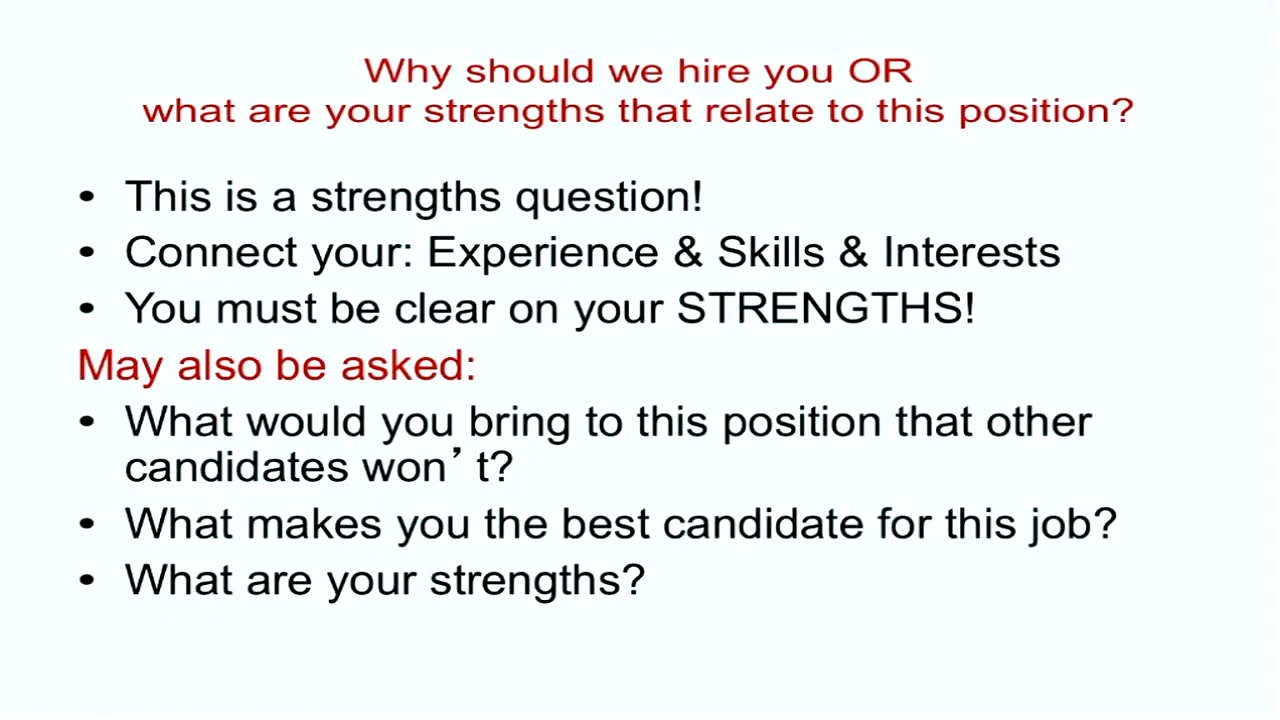 Why should we hire you OR
what are your strengths that relate to this position?
• This is a strengths question!
• Connect your: Experience & Skills & Interests
• You must be clear on your STRENGTHS!
May also be asked:
• What would you bring to this position that other
candidates won’ t?
• What makes you the best candidate for this job?
• What are your strengths?